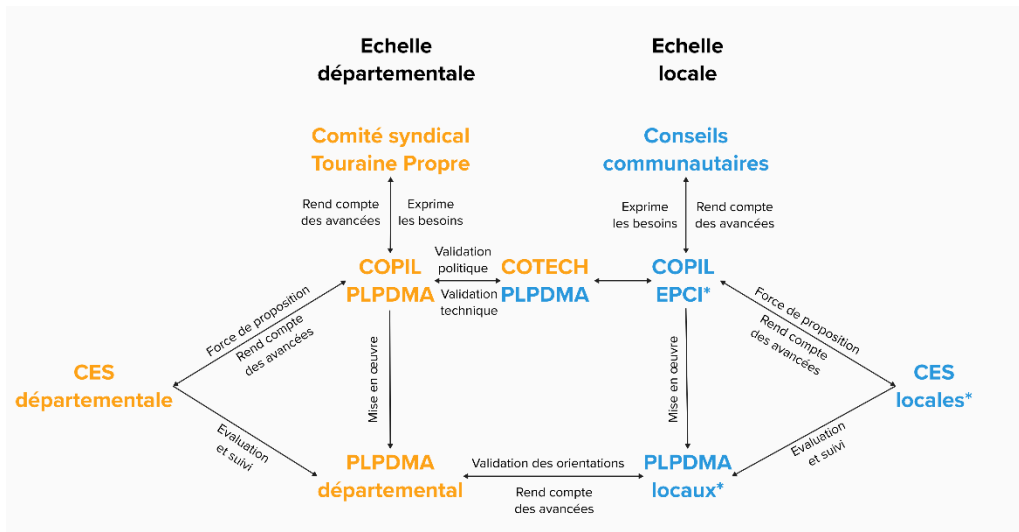 Echelle
départementale
Echelle
locale
Comité syndical
Touraine Propre
Conseils
communautaires
Rend compte
des avancées
Exprime
les besoins
Exprime
les besoins
Rend compte
des avancées
COPIL
PLPDMA
Validation
politique
Validation
technique
COTECH
PLPDMA
COPIL
EPCI*
Force de proposition
Rend compte
des avancées
Force de proposition
Rend compte
des avancées
Mise en œuvre
Mise en œuvre
CES
départementale
CES
locales*
Evaluation
et suivi
Evaluation
et suivi
PLPDMA
départemental
Validation des orientations
Rend compte
des avancées
PLPDMA
locaux*